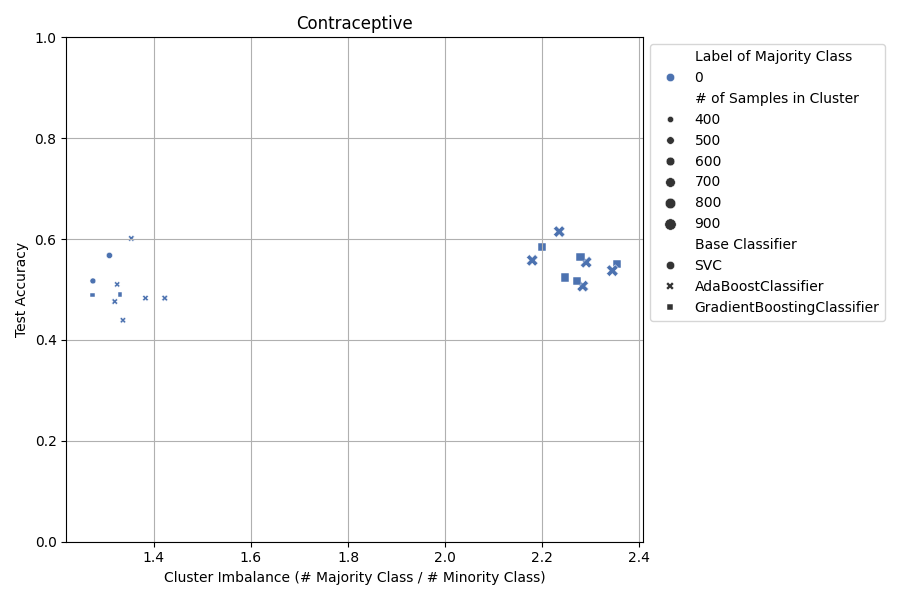 Contraceptive
1.0
0.8
0.6
0.4
0.2
0.0
Test Accuracy
1.4
1.6
1.8
2.0
2.2
2.4
Cluster Imbalance (# Majority Class / # Minority Class)
Label of Majority Class
0
# of Samples in Cluster
400
500
600
700
800
900
Base Classifier
SVC
AdaBoostClassifier
GradientBoostingClassifier